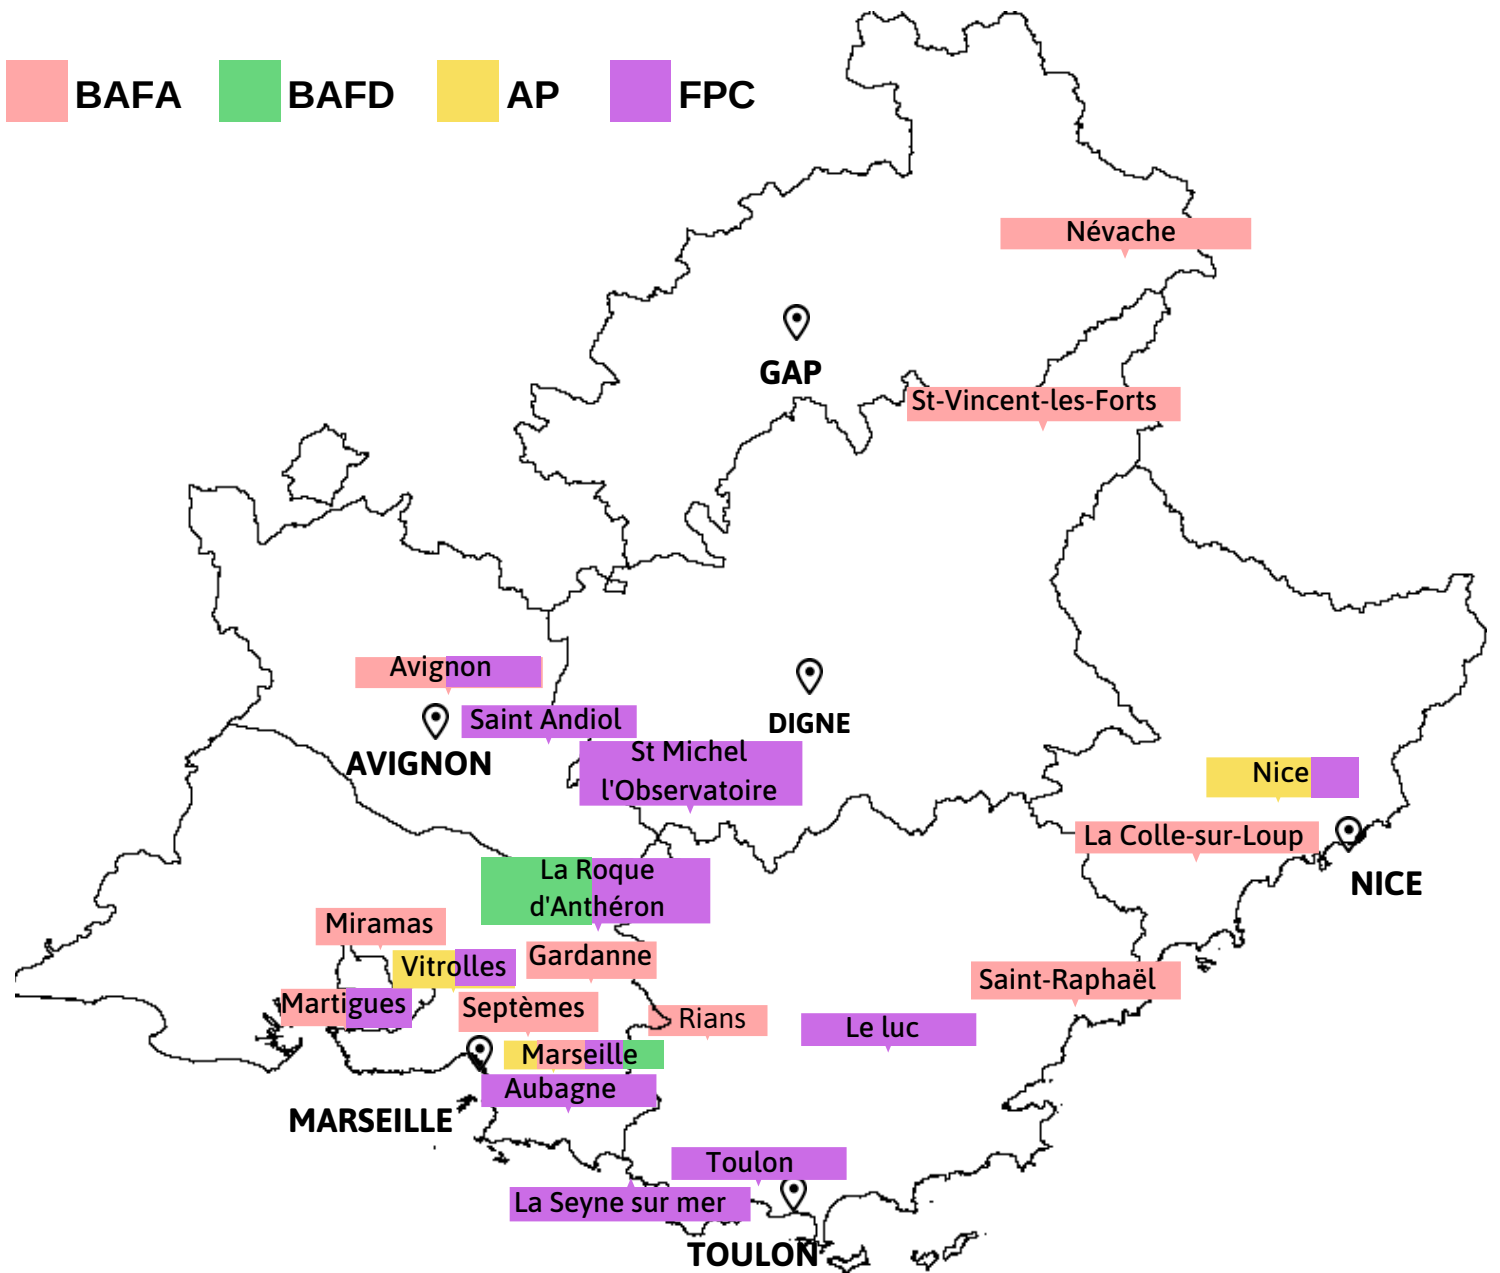 BAFA BAFD AP FPC
Névache
GAP
St-Vincent-les-Forts
Avignon
Saint Andiol
DIGNE
AVIGNON
St Michel
l'Observatoire
Nice
La Colle-sur-Loup
NICE
La Roque
d'Anthéron
Miramas
Gardanne
Vitrolles
Saint-Raphaël
Martigues
Septèmes
Rians
Le luc
Marseille
Aubagne
MARSEILLE
Toulon
La Seyne sur mer
TOULON